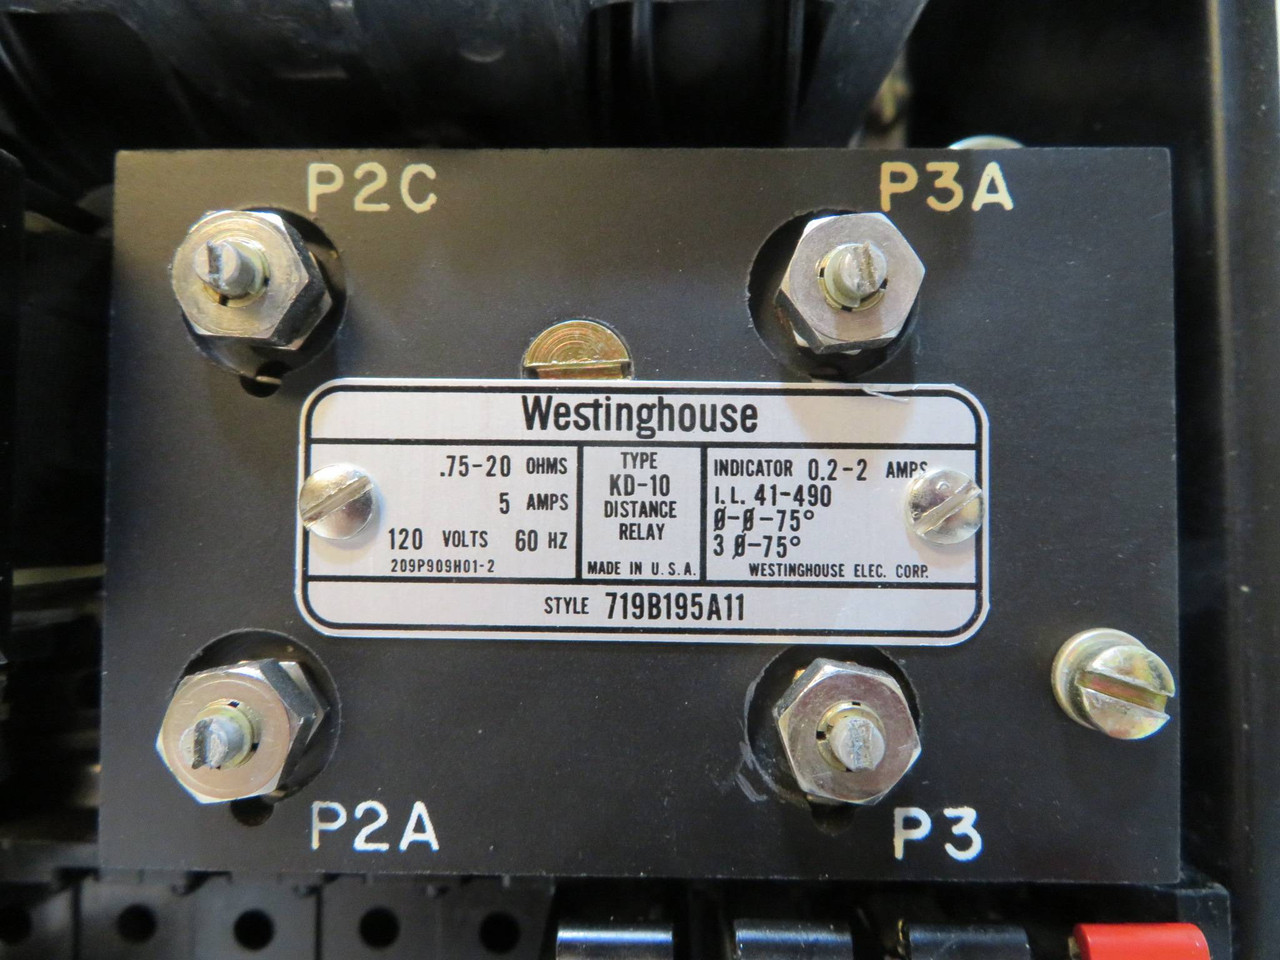 P2C P3A
Westinghouse
.75-20 OHMS
5 AMPS
120 VOLTS 60 HZ
209P909H01-2
TYPE
KD-10
DISTANCE
RELAY
MADE IN U.S.A.
INDICATOR 0.2-2 AMPS
I.L. 41-490
Ø-Ø-75°
3 Ø-75°
WESTINGHOUSE ELEC. CORP.
STYLE 719B195A11
P2A P3